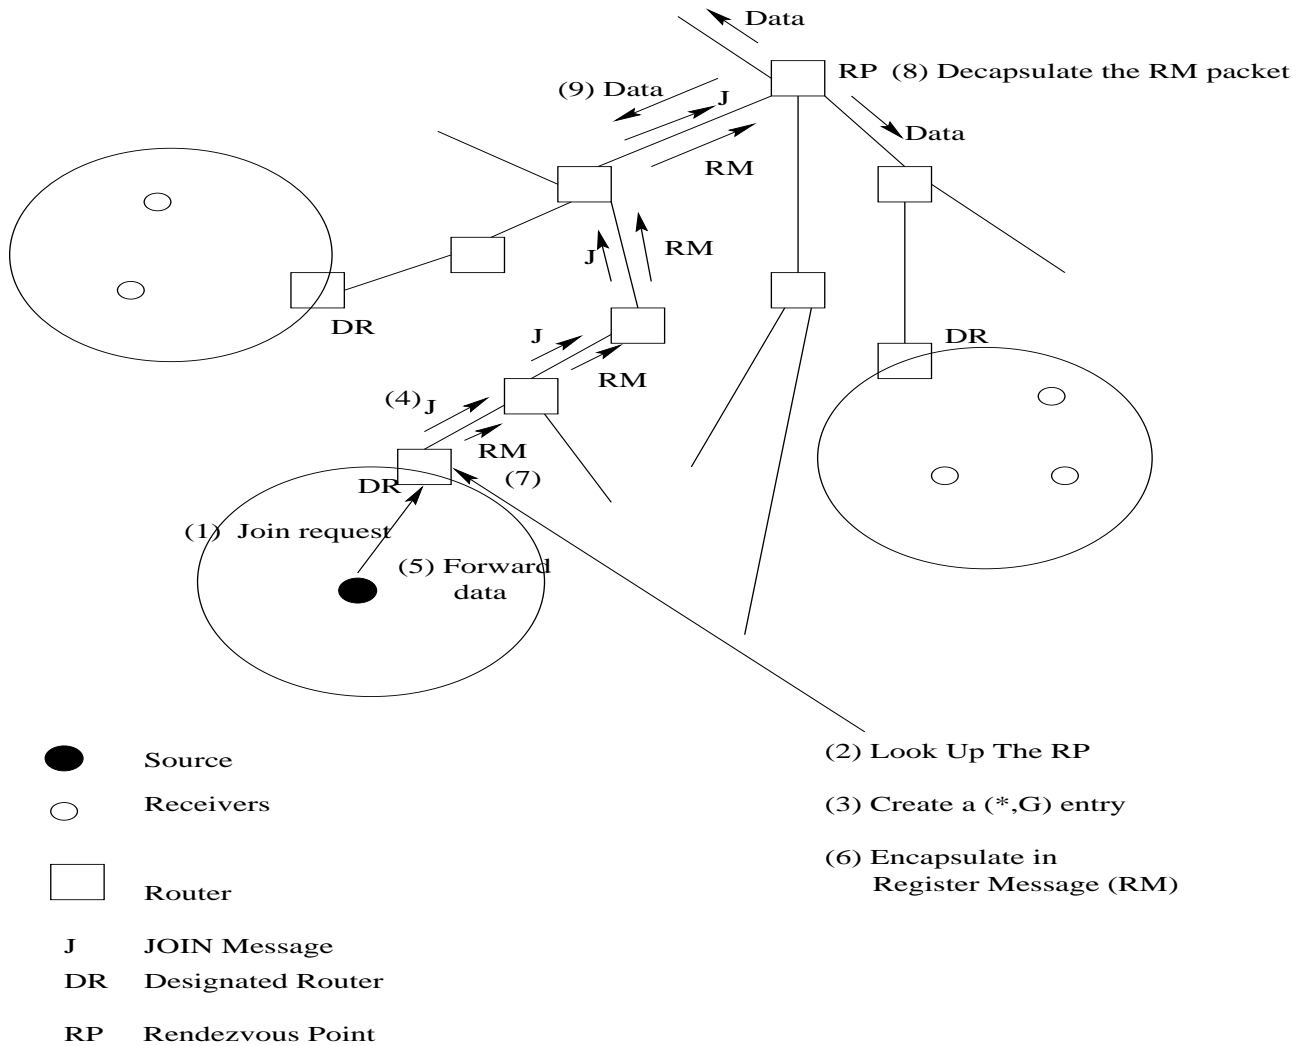 Data
RP (8) Decapsulate the RM packet
(9) Data
J
Data
RM
J
RM
DR
J
DR
RM
(4) J
RM
(7)
DR
(1) Join request
(5) Forward
data
(2) Look Up The RP
Source
(3) Create a (*,G) entry
Receivers
(6) Encapsulate in
Register Message (RM)
Router
J JOIN Message
DR Designated Router
RP Rendezvous Point